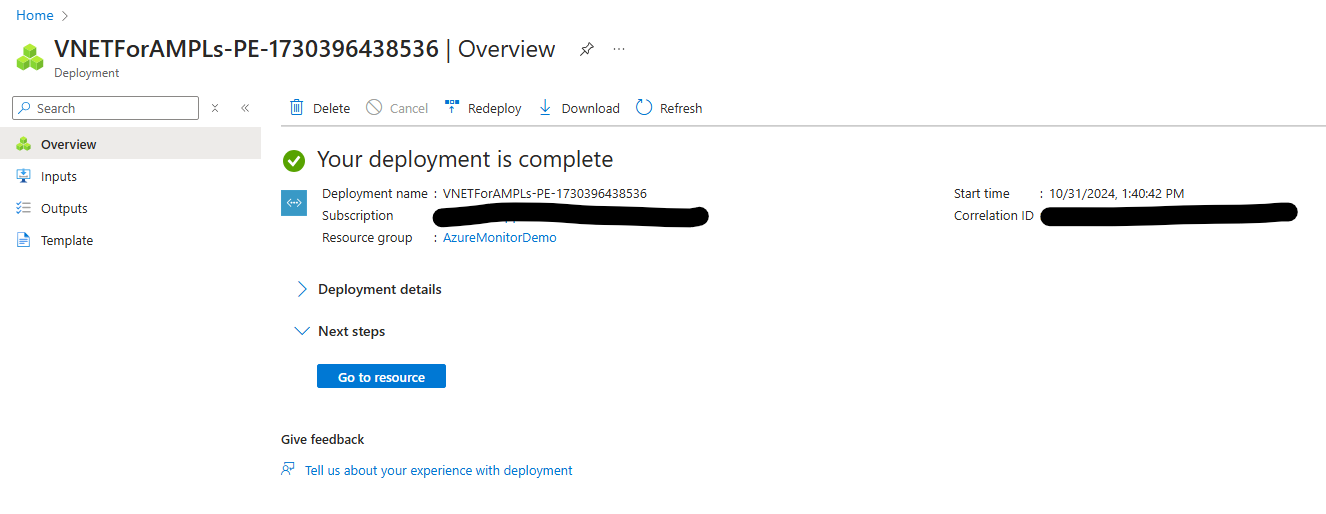 Home
VNETForAMPLs-PE-1730396438536 | Overview
Deployment
Search
Delete Cancel Redeploy Download Refresh
Overview
Inputs
Outputs
Template
Your deployment is complete
Deployment name : VNETForAMPLs-PE-1730396438536
Subscription
Resource group : AzureMonitorDemo
Start time : 10/31/2024, 1:40:42 PM
Correlation ID :
Deployment details
Next steps
Go to resource
Give feedback
Tell us about your experience with deployment